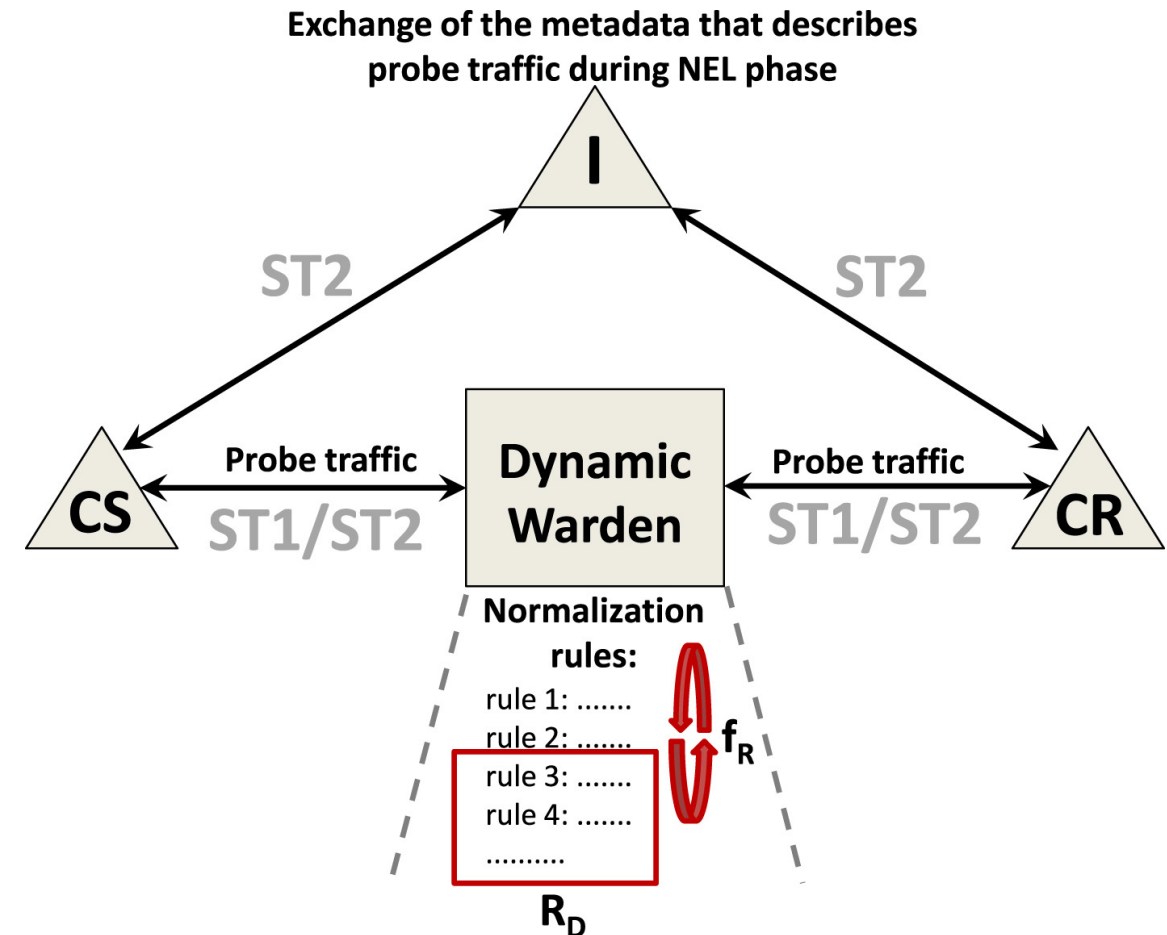 Exchange of the metadata that describes
probe traffic during NEL phase
I
ST2
ST2
CS
Probe traffic
ST1/ST2
Dynamic
Warden
Probe traffic
ST1/ST2
CR
Normalization
rules:
rule 1: .......
rule 2: .......
rule 3: .......
rule 4: .......
..........
fR
RD